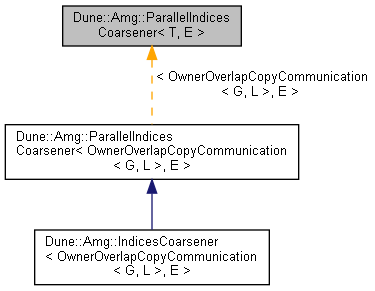 Dune::Amg::ParallelIndices
Coarsener< T, E >
< OwnerOverlapCopyCommunication
< G, L >, E >
Dune::Amg::ParallelIndices
Coarsener< OwnerOverlapCopyCommunication
< G, L >, E >
Dune::Amg::IndicesCoarsener
< OwnerOverlapCopyCommunication
< G, L >, E >